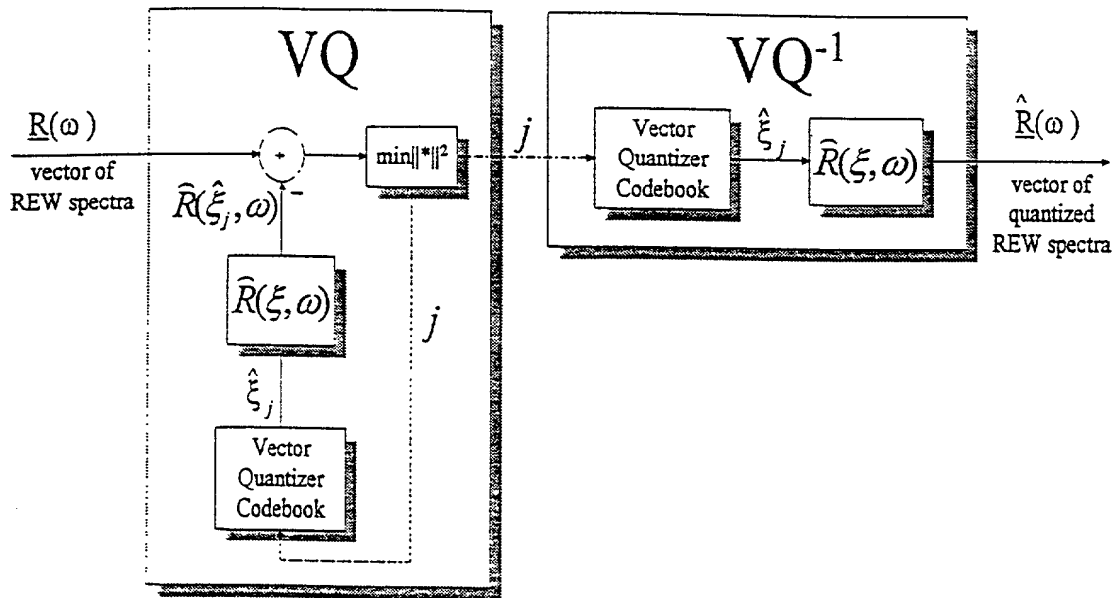 VQ
R(ω)
vector of
REW spectra
+
−
min||*||²
R̂(ξ̂ⱼ, ω)
R̂(ξ, ω)
j
ξ̂ⱼ
Vector
Quantizer
Codebook
j
VQ⁻¹
Vector
Quantizer
Codebook
ξ̂ⱼ
R̂(ξ, ω)
R̂(ω)
vector of
quantized
REW spectra